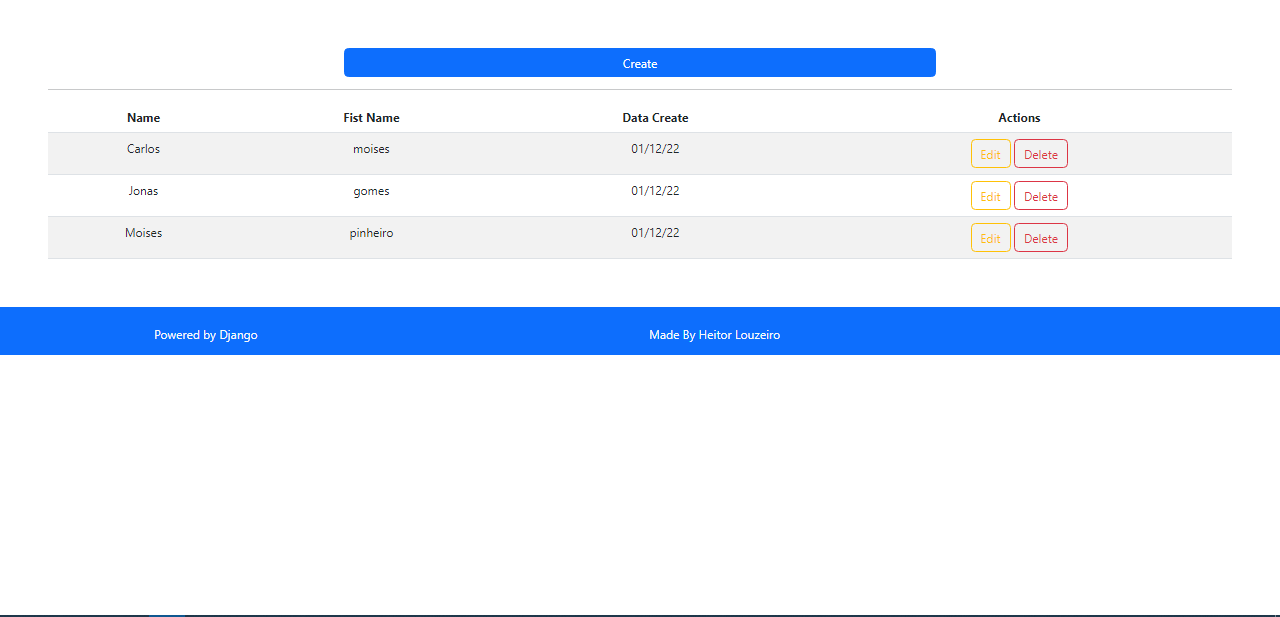 Create
Name Fist Name Data Create Actions
Carlos moises 01/12/22 Edit Delete
Jonas gomes 01/12/22 Edit Delete
Moises pinheiro 01/12/22 Edit Delete
Powered by Django Made By Heitor Louzeiro